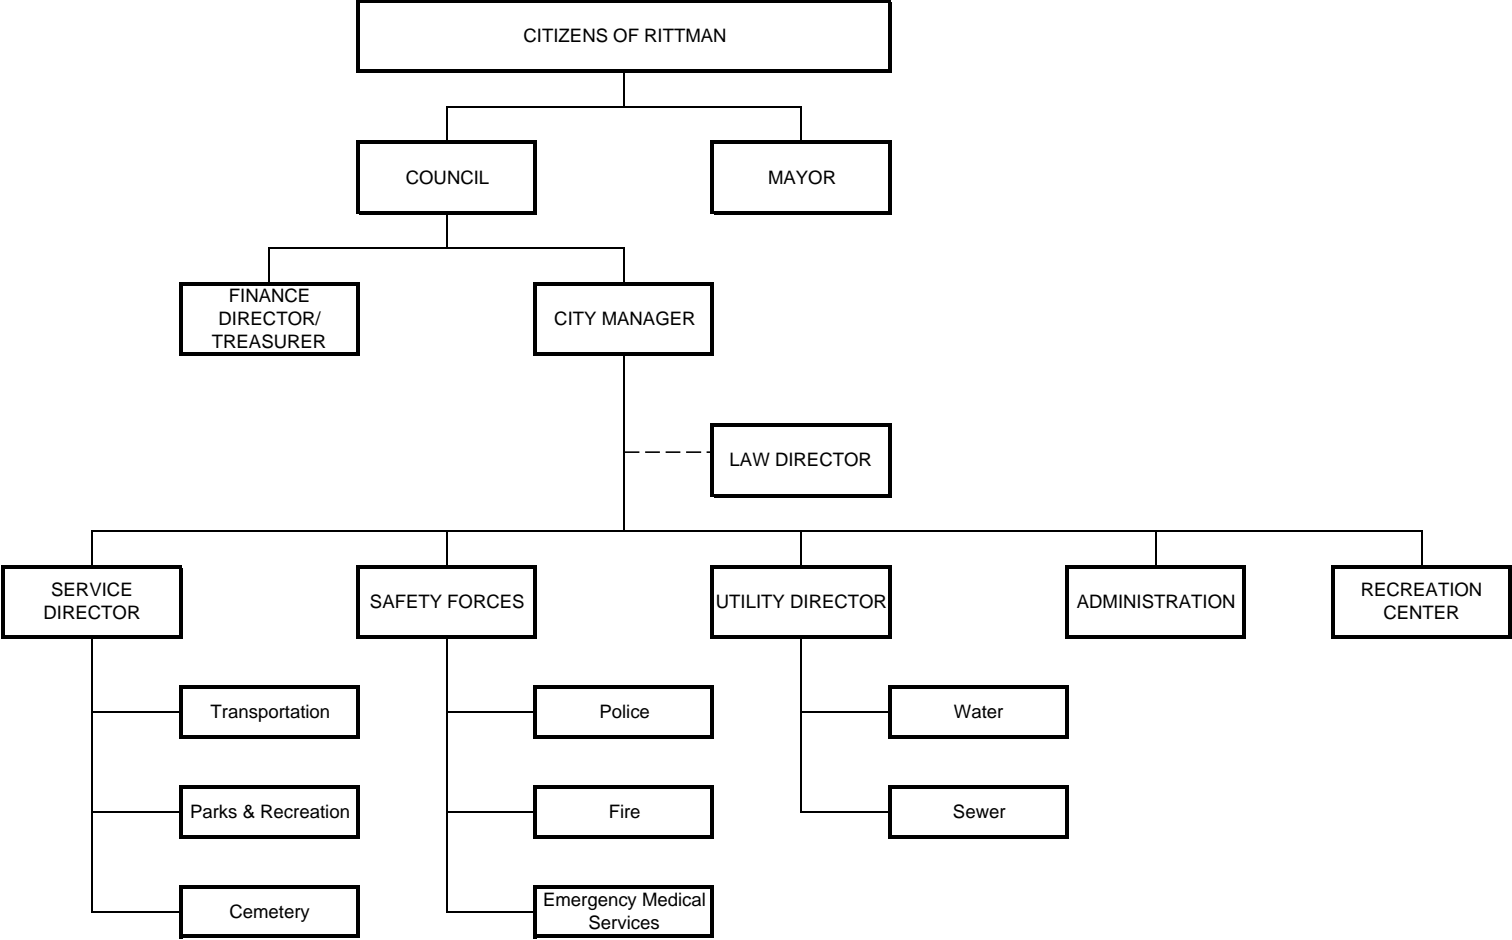 CITIZENS OF RITTMAN
COUNCIL
MAYOR
FINANCE
DIRECTOR/
TREASURER
CITY MANAGER
LAW DIRECTOR
SERVICE
DIRECTOR
SAFETY FORCES
UTILITY DIRECTOR
ADMINISTRATION
RECREATION
CENTER
Transportation
Police
Water
Parks & Recreation
Fire
Sewer
Cemetery
Emergency Medical
Services